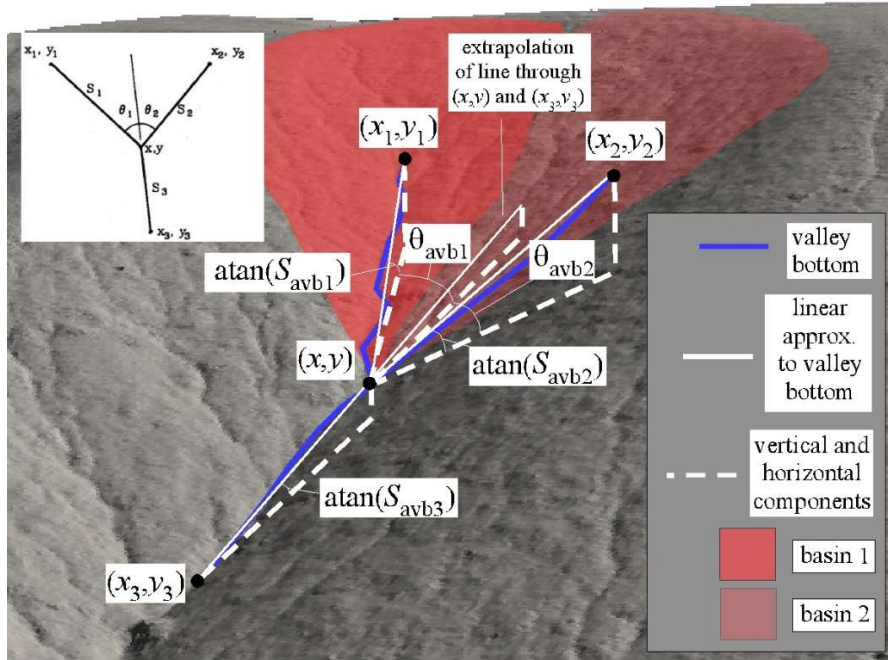 x₁, y₁
x₂, y₂
S₁
θ₁
θ₂
S₂
x,y
S₃
x₃, y₃
extrapolation
of line through
(x,y) and (x₃,y₃)
(x₁,y₁)
(x₂,y₂)
θavb1
atan(Savb1)
θavb2
(x,y)
atan(Savb2)
atan(Savb3)
(x₃,y₃)
valley
bottom
linear
approx.
to valley
bottom
vertical and
horizontal
components
basin 1
basin 2